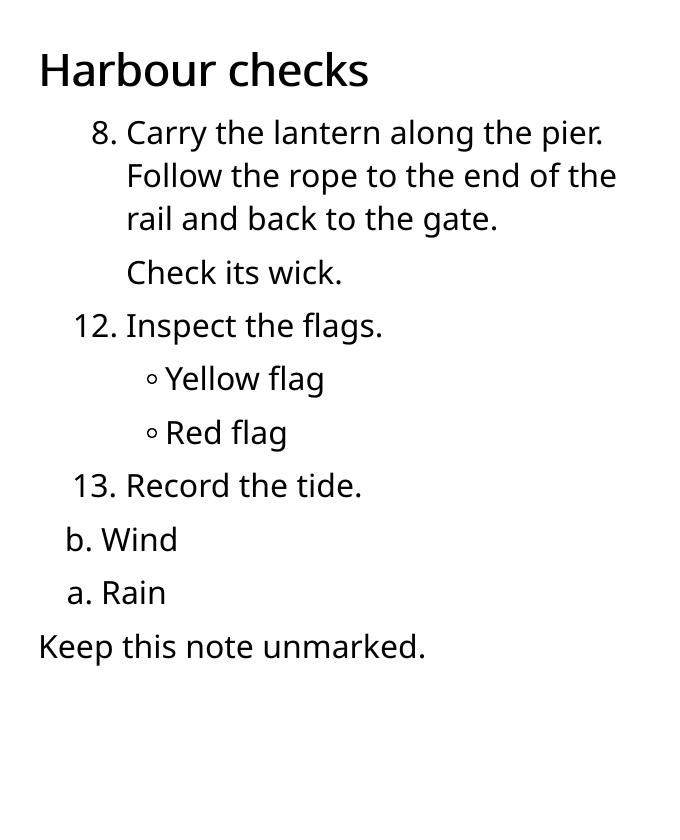 Harbour checks
8. Carry the lantern along the pier.
Follow the rope to the end of the
rail and back to the gate.
Check its wick.
12. Inspect the flags.
◦ Yellow flag
◦ Red flag
13. Record the tide.
b. Wind
a. Rain
Keep this note unmarked.